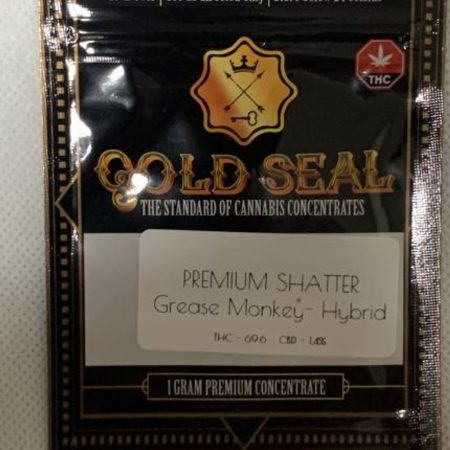 THC
GOLD SEAL
THE STANDARD OF CANNABIS CONCENTRATES
PREMIUM SHATTER
Grease Monkey- Hybrid
THC - 69.6 CBD - 1.45%
1 GRAM PREMIUM CONCENTRATE